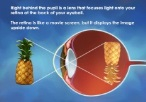 Right behind the pupil is a lens that focuses light onto your
retina at the back of your eyeball.
The retina is like a movie screen, but it displays the image
upside down.